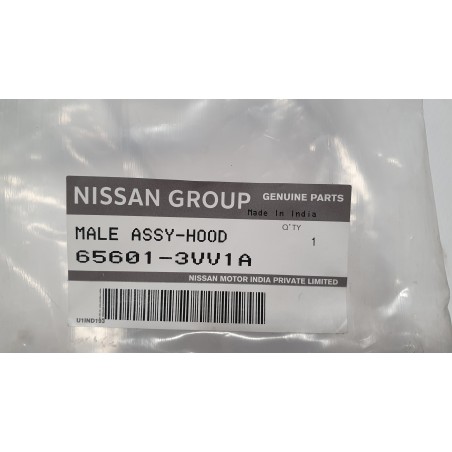 NISSAN GROUP GENUINE PARTS
Made in India
MALE ASSY-HOOD Q'TY 1
65601-3VV1A
NISSAN MOTOR INDIA PRIVATE LIMITED